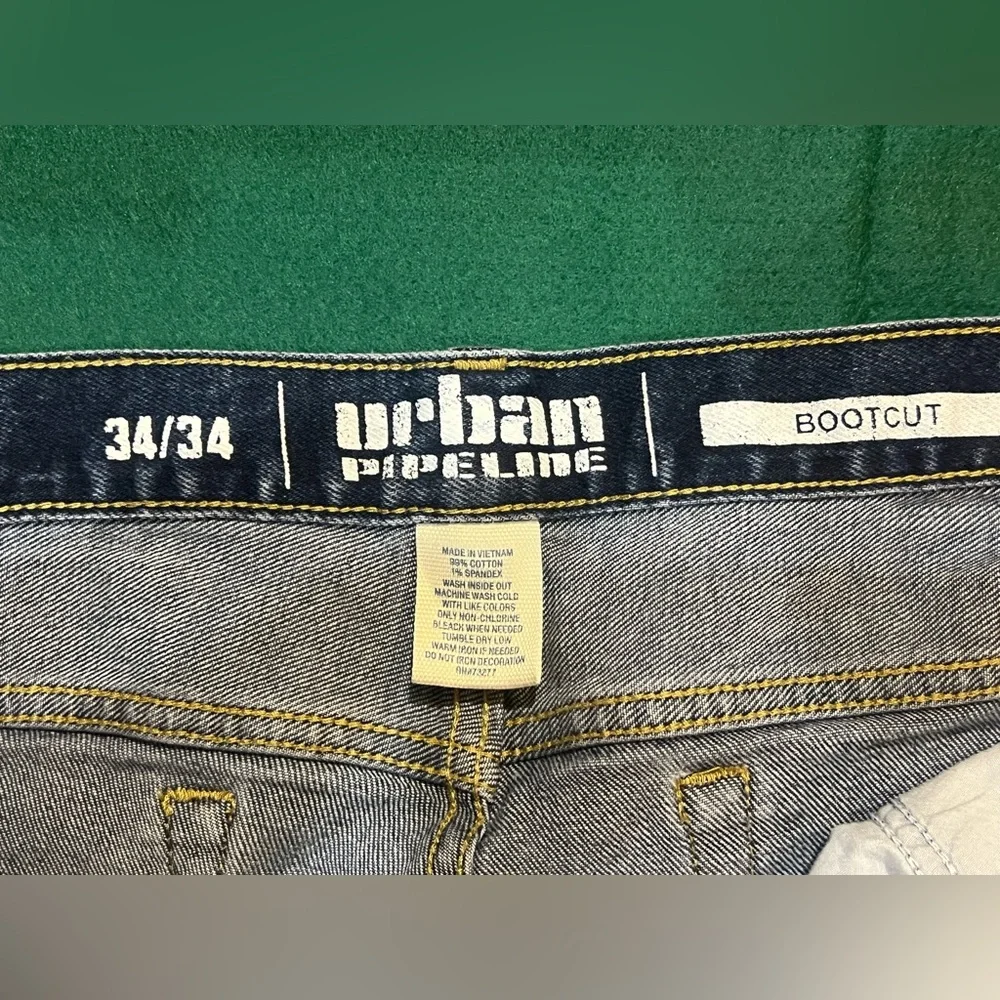 34/34
urban
PIPELINE
BOOTCUT
MADE IN VIETNAM
99% COTTON
1% SPANDEX
WASH INSIDE OUT
MACHINE WASH COLD
WITH LIKE COLORS
ONLY NON-CHLORINE
BLEACH WHEN NEEDED
TUMBLE DRY LOW
WARM IRON IF NEEDED
DO NOT IRON DECORATION
RN#73277